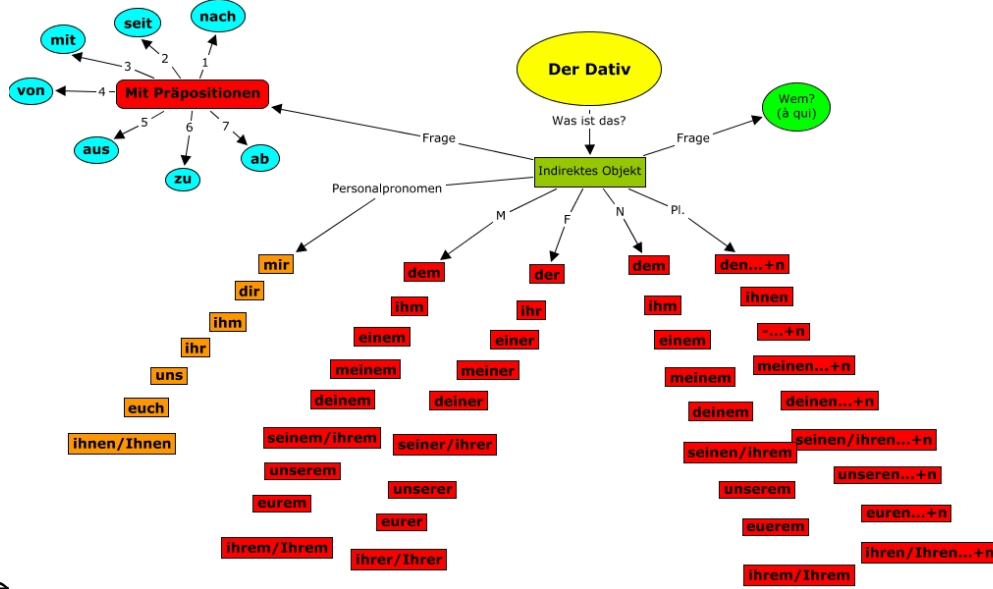 Der Dativ
Was ist das?
Indirektes Objekt
Frage
Wem?
(à qui)
Frage
Mit Präpositionen
1
nach
2
seit
3
mit
4
von
5
aus
6
zu
7
ab
Personalpronomen
mir
dir
ihm
ihr
uns
euch
ihnen/Ihnen
M
dem
ihm
einem
meinem
deinem
seinem/ihrem
unserem
eurem
ihrem/Ihrem
F
der
ihr
einer
meiner
deiner
seiner/ihrer
unserer
eurer
ihrer/Ihrer
N
dem
ihm
einem
meinem
deinem
seinen/ihrem
unserem
euerem
ihrem/Ihrem
Pl.
den...+n
ihnen
-...+n
meinen...+n
deinen...+n
seinen/ihren...+n
unseren...+n
euren...+n
ihren/Ihren...+n